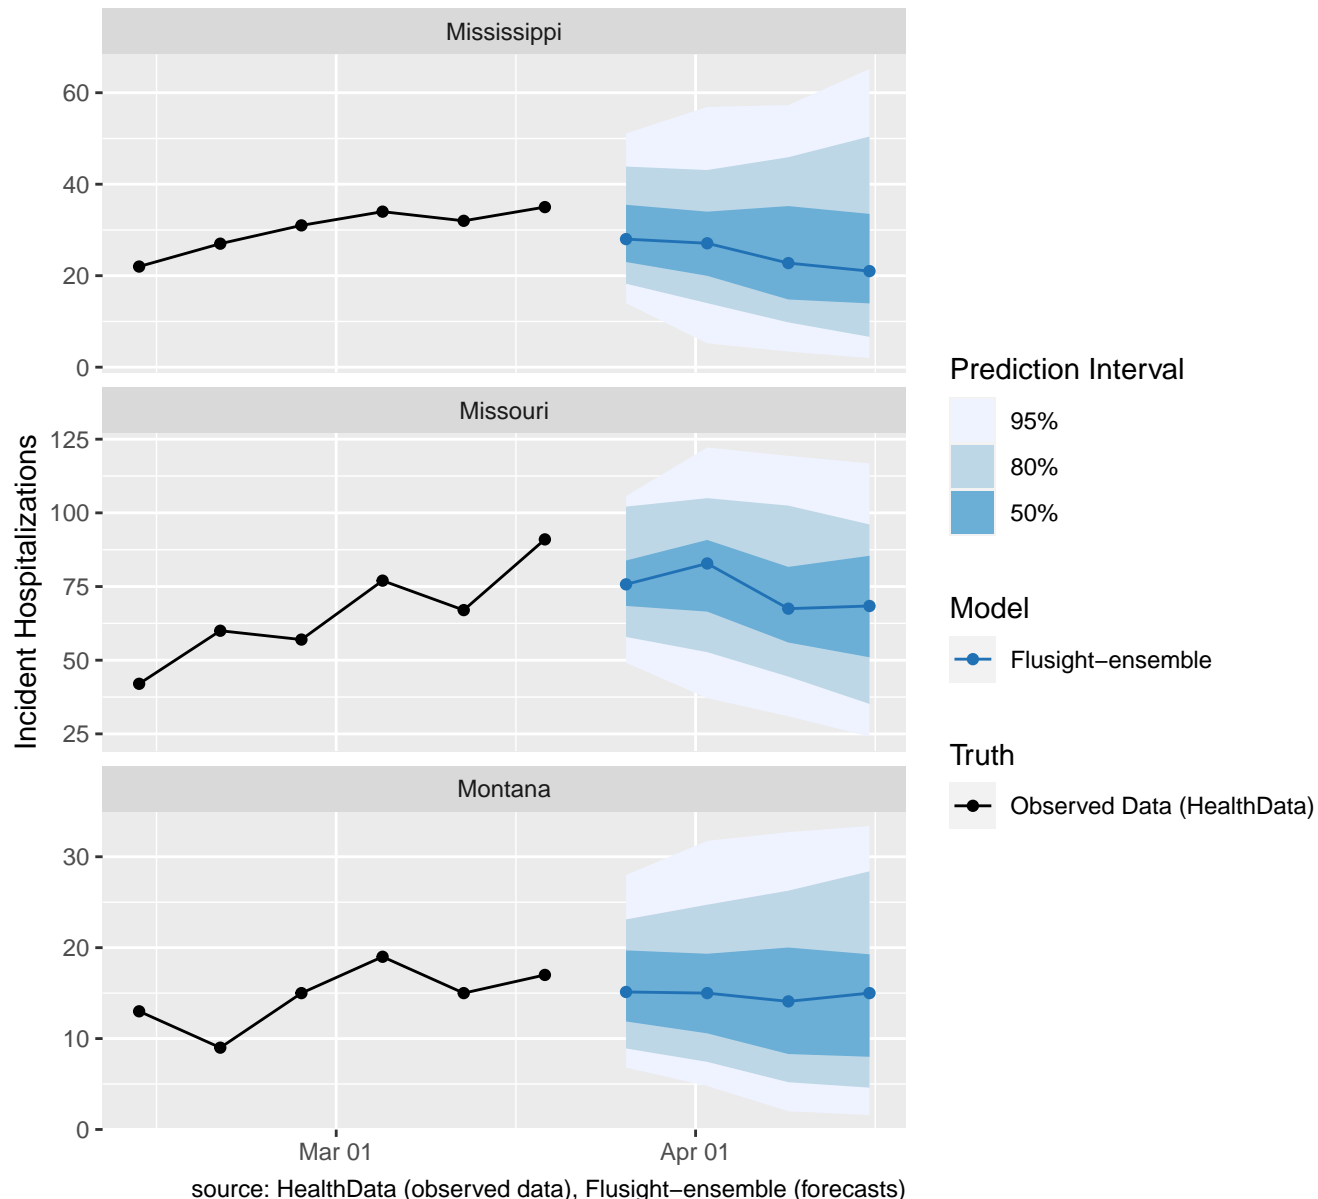 Mississippi
60
40
20
0
Missouri
125
100
75
50
25
Montana
30
20
10
0
Mar 01
Apr 01
Incident Hospitalizations
source: HealthData (observed data), Flusight−ensemble (forecasts)
Prediction Interval
95%
80%
50%
Model
Flusight−ensemble
Truth
Observed Data (HealthData)